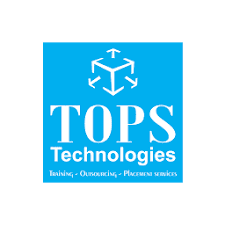 TOPS
Technologies
Training - Outsourcing - Placement services